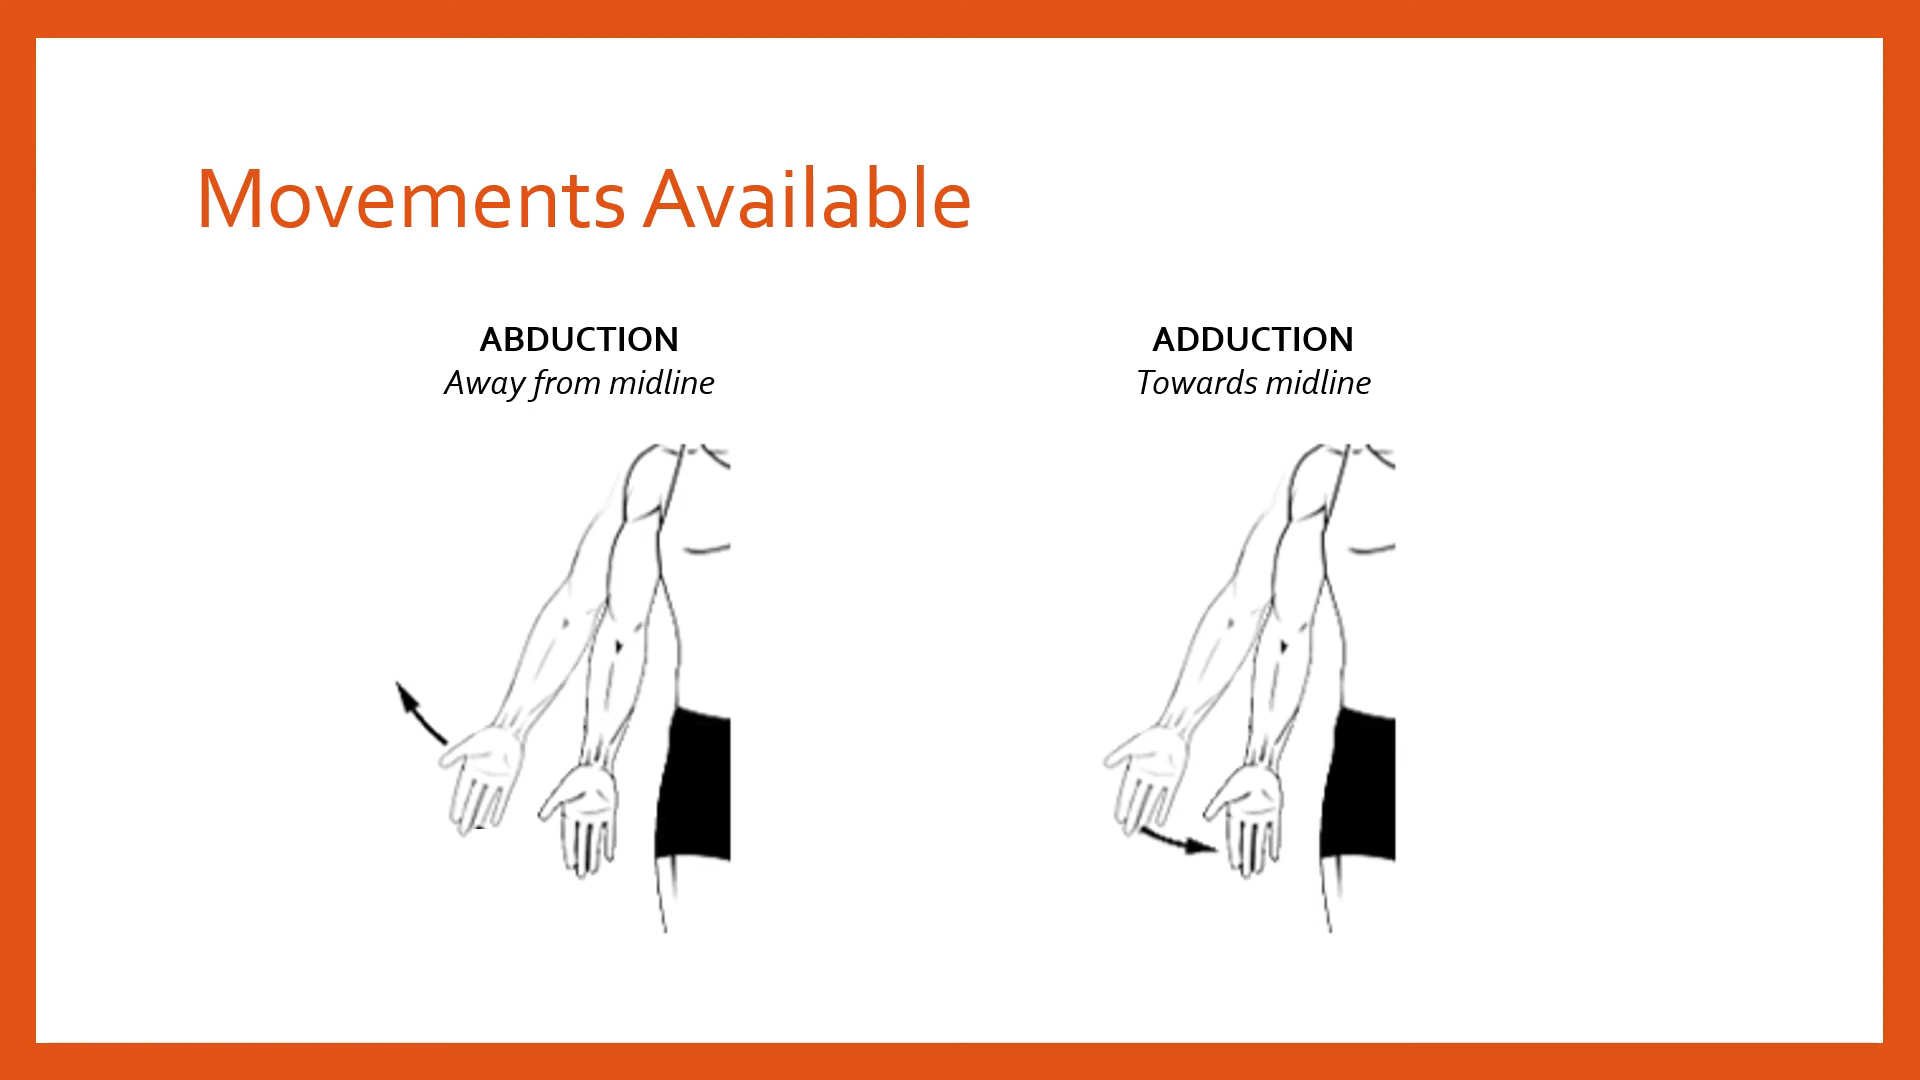 Movements Available
ABDUCTION
Away from midline
ADDUCTION
Towards midline